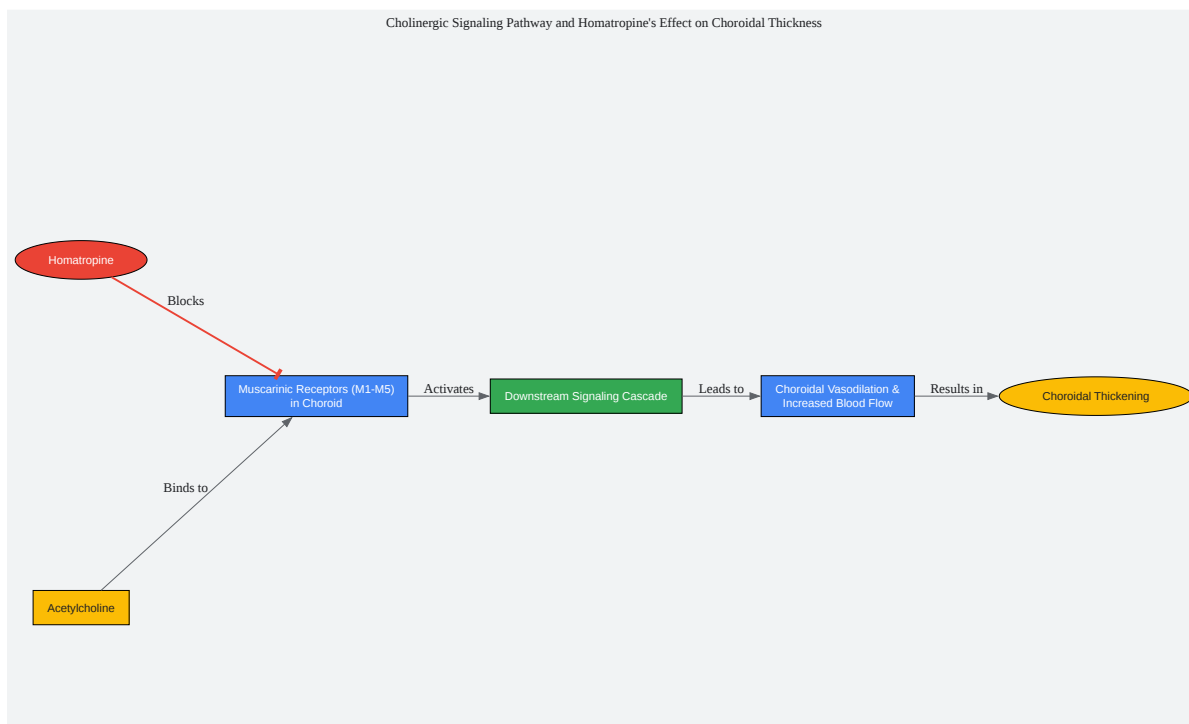 Cholinergic Signaling Pathway and Homatropine's Effect on Choroidal Thickness
Homatropine
Blocks
Muscarinic Receptors (M1-M5)
in Choroid
Activates
Downstream Signaling Cascade
Leads to
Choroidal Vasodilation &
Increased Blood Flow
Results in
Choroidal Thickening
Binds to
Acetylcholine